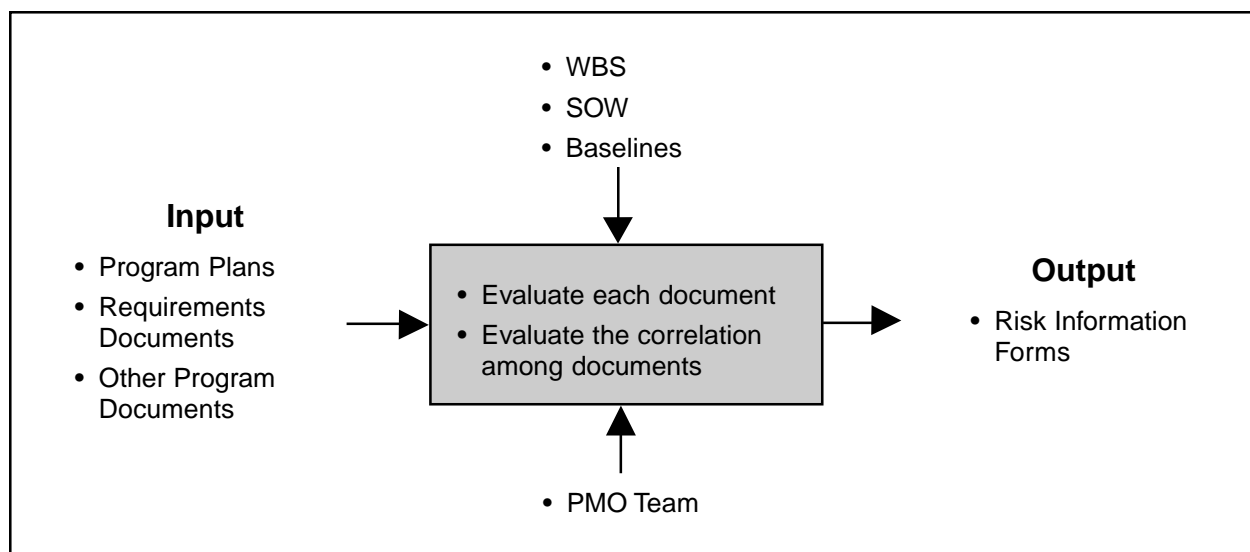 • WBS
• SOW
• Baselines
Input
• Program Plans
• Requirements
Documents
• Other Program
Documents
• Evaluate each document
• Evaluate the correlation
among documents
Output
• Risk Information
Forms
• PMO Team